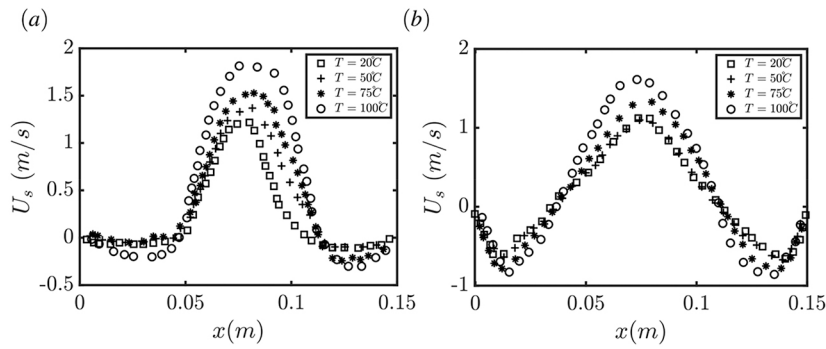 (a)
2
1.5
1
0.5
0
-0.5
U_s (m/s)
0
0.05
0.1
0.15
x(m)
T = 20°C
T = 50°C
T = 75°C
T = 100°C
(b)
2
1
0
-1
U_s (m/s)
0
0.05
0.1
0.15
x(m)
T = 20°C
T = 50°C
T = 75°C
T = 100°C